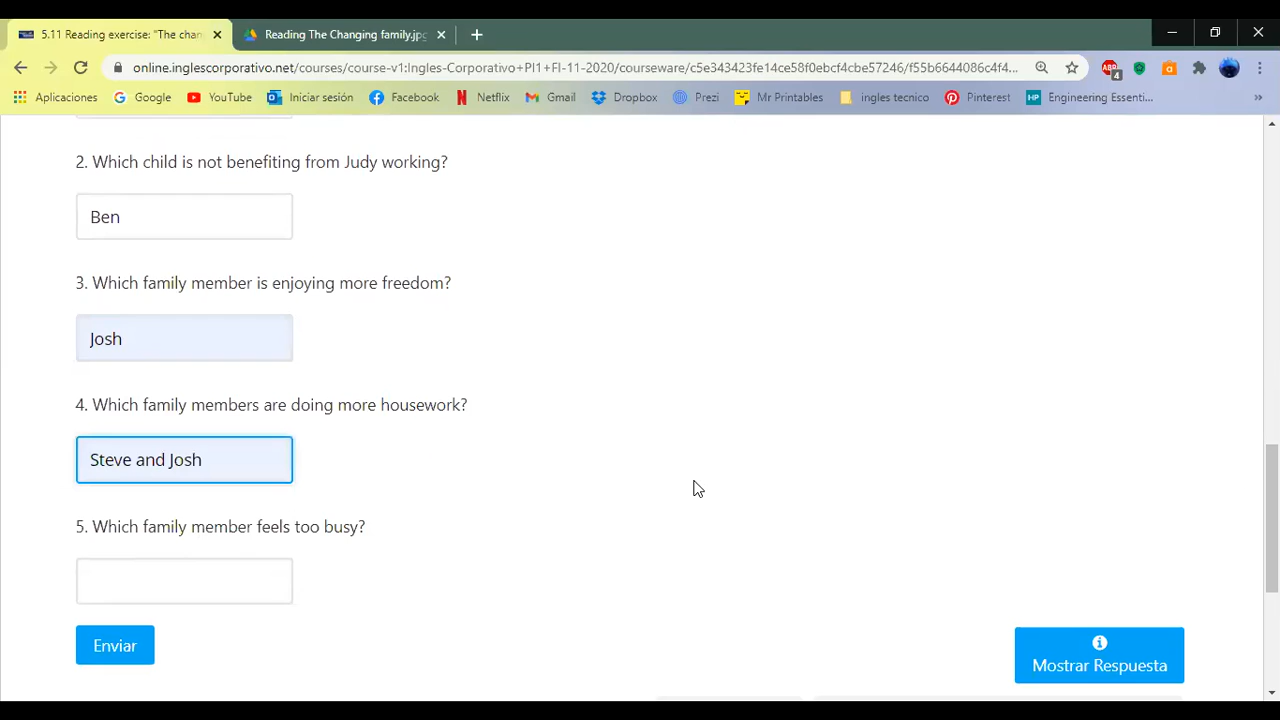 5.11 Reading exercise: "The chan
Reading The Changing family.jpg
online.inglescorporativo.net/courses/course-v1:Ingles-Corporativo+PI1+FI-11-2020/courseware/c5e343423fe14ce58f0ebcf4cbe57246/f55b6644086c4f4...
ABP
4
Aplicaciones
Google
YouTube
Iniciar sesión
Facebook
Netflix
Gmail
Dropbox
Prezi
Mr Printables
ingles tecnico
Pinterest
HP
Engineering Essenti...
2. Which child is not benefiting from Judy working?
Ben
3. Which family member is enjoying more freedom?
Josh
4. Which family members are doing more housework?
Steve and Josh
5. Which family member feels too busy?
Enviar
Mostrar Respuesta